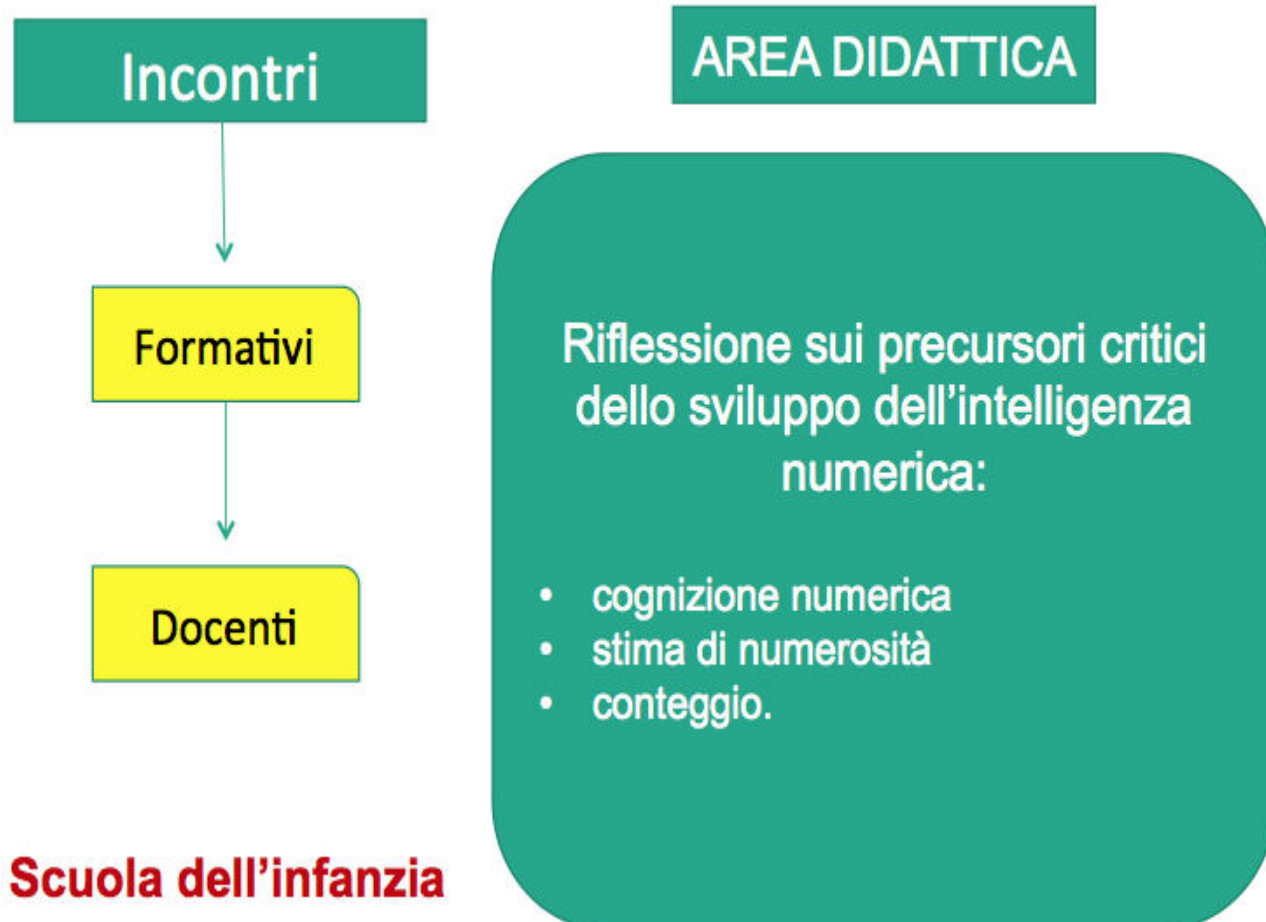 Incontri
Formativi
Docenti
Scuola dell’infanzia
AREA DIDATTICA
Riflessione sui precursori critici
dello sviluppo dell’intelligenza
numerica:
• cognizione numerica
• stima di numerosità
• conteggio.